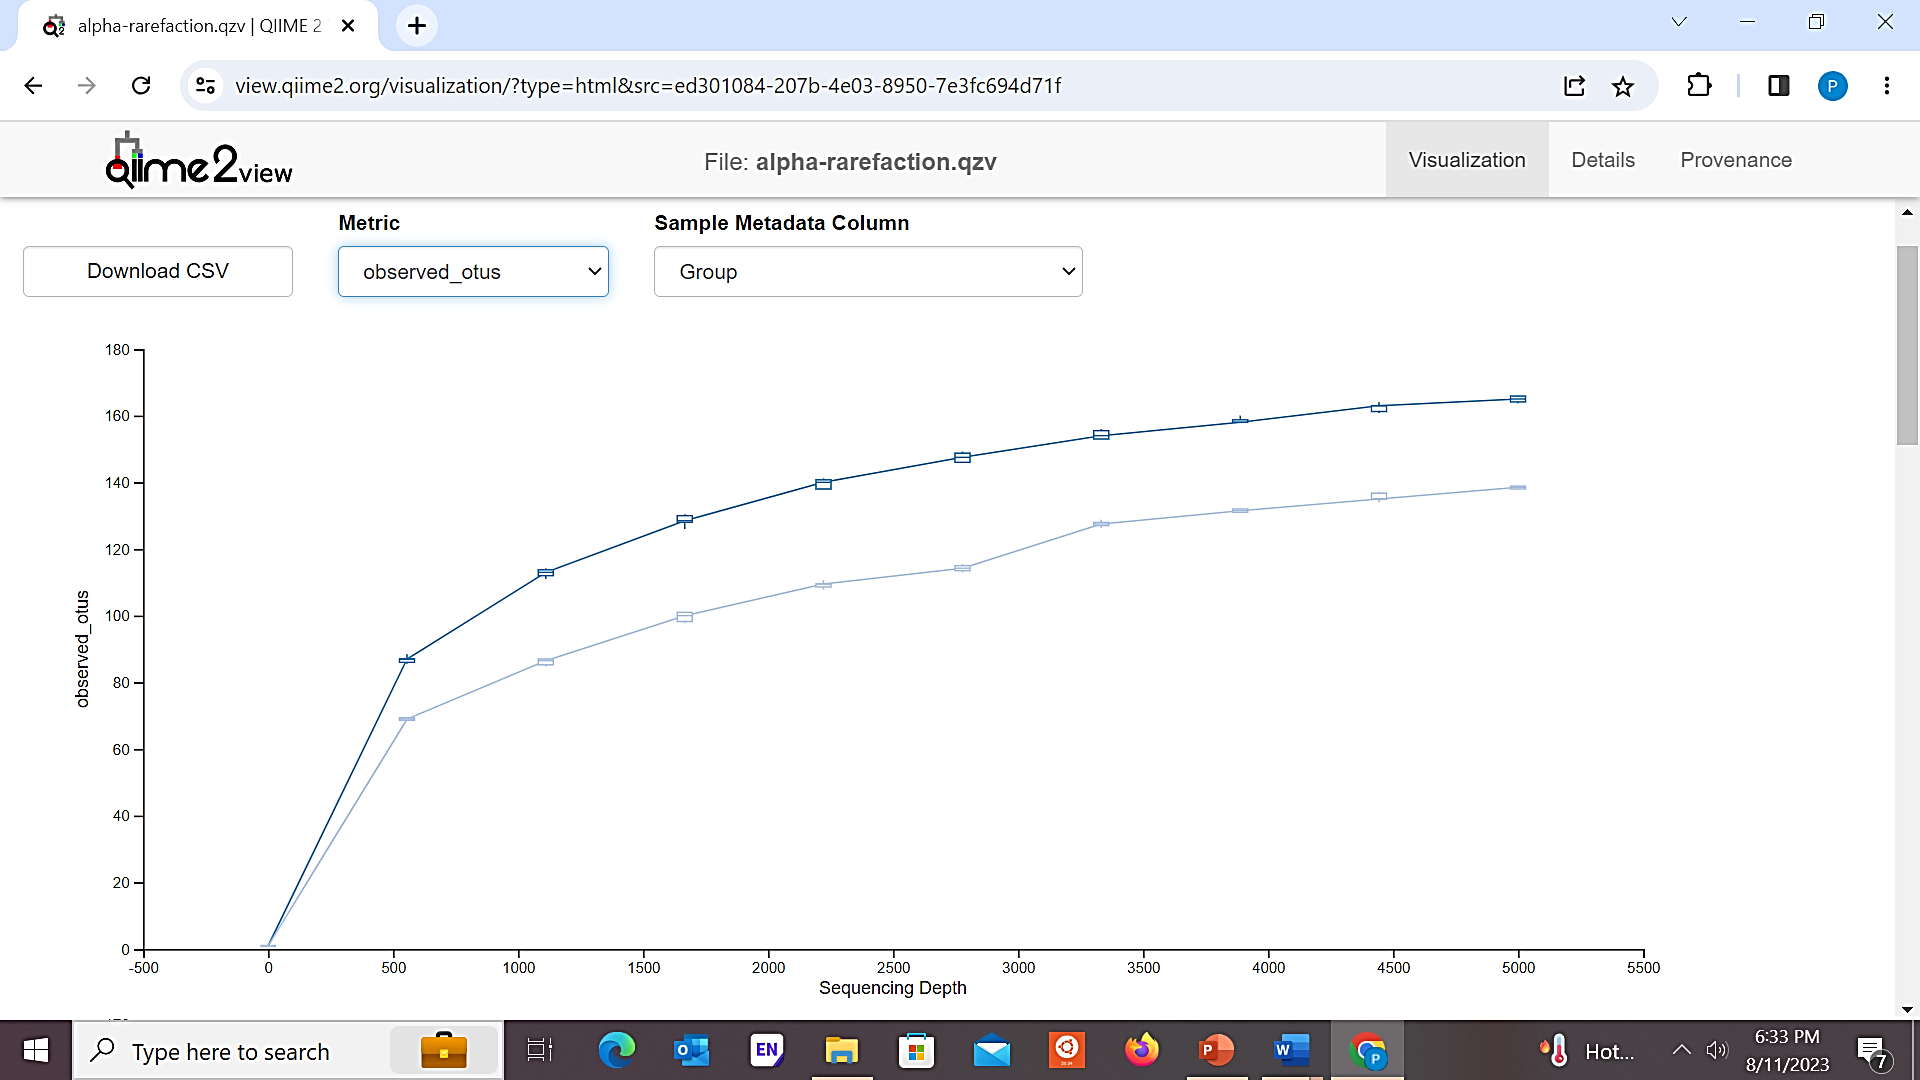 alpha-rarefaction.qzv | QIIME 2
view.qiime2.org/visualization/?type=html&src=ed301084-207b-4e03-8950-7e3fc694d71f
P
qiime2view
File: alpha-rarefaction.qzv
Visualization
Details
Provenance
Metric
Sample Metadata Column
Download CSV
observed_otus
Group
180
160
140
120
100
80
60
40
20
0
observed_otus
-500
0
500
1000
1500
2000
2500
3000
3500
4000
4500
5000
5500
Sequencing Depth
Type here to search
EN
Hot...
6:33 PM
8/11/2023
7